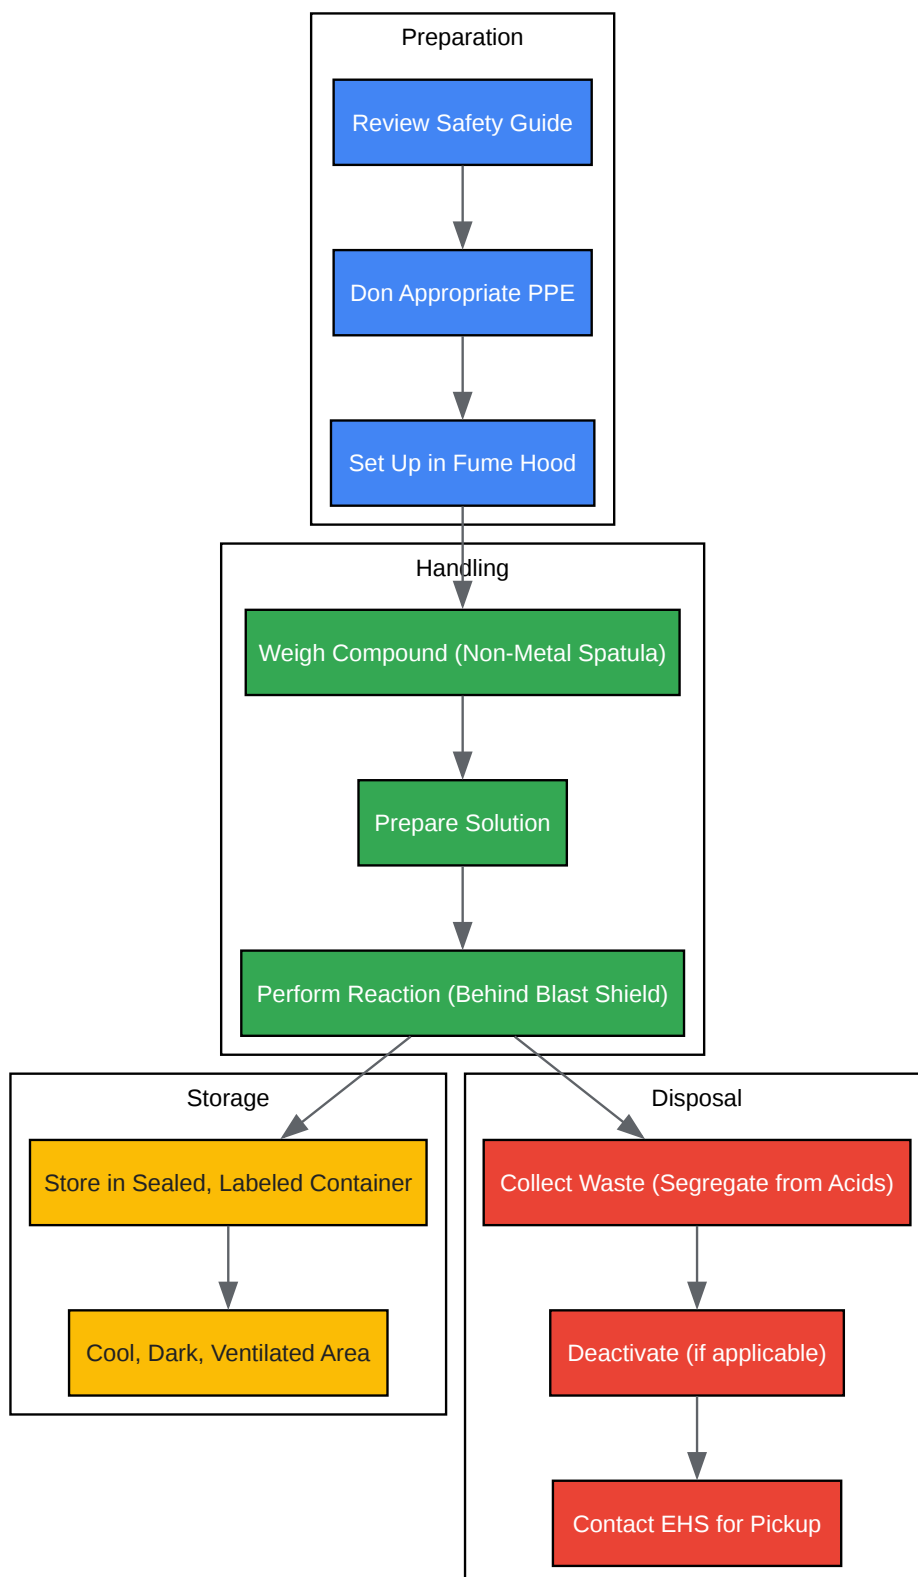 Preparation
Review Safety Guide
Don Appropriate PPE
Set Up in Fume Hood
Handling
Weigh Compound (Non-Metal Spatula)
Prepare Solution
Perform Reaction (Behind Blast Shield)
Storage
Store in Sealed, Labeled Container
Cool, Dark, Ventilated Area
Disposal
Collect Waste (Segregate from Acids)
Deactivate (if applicable)
Contact EHS for Pickup